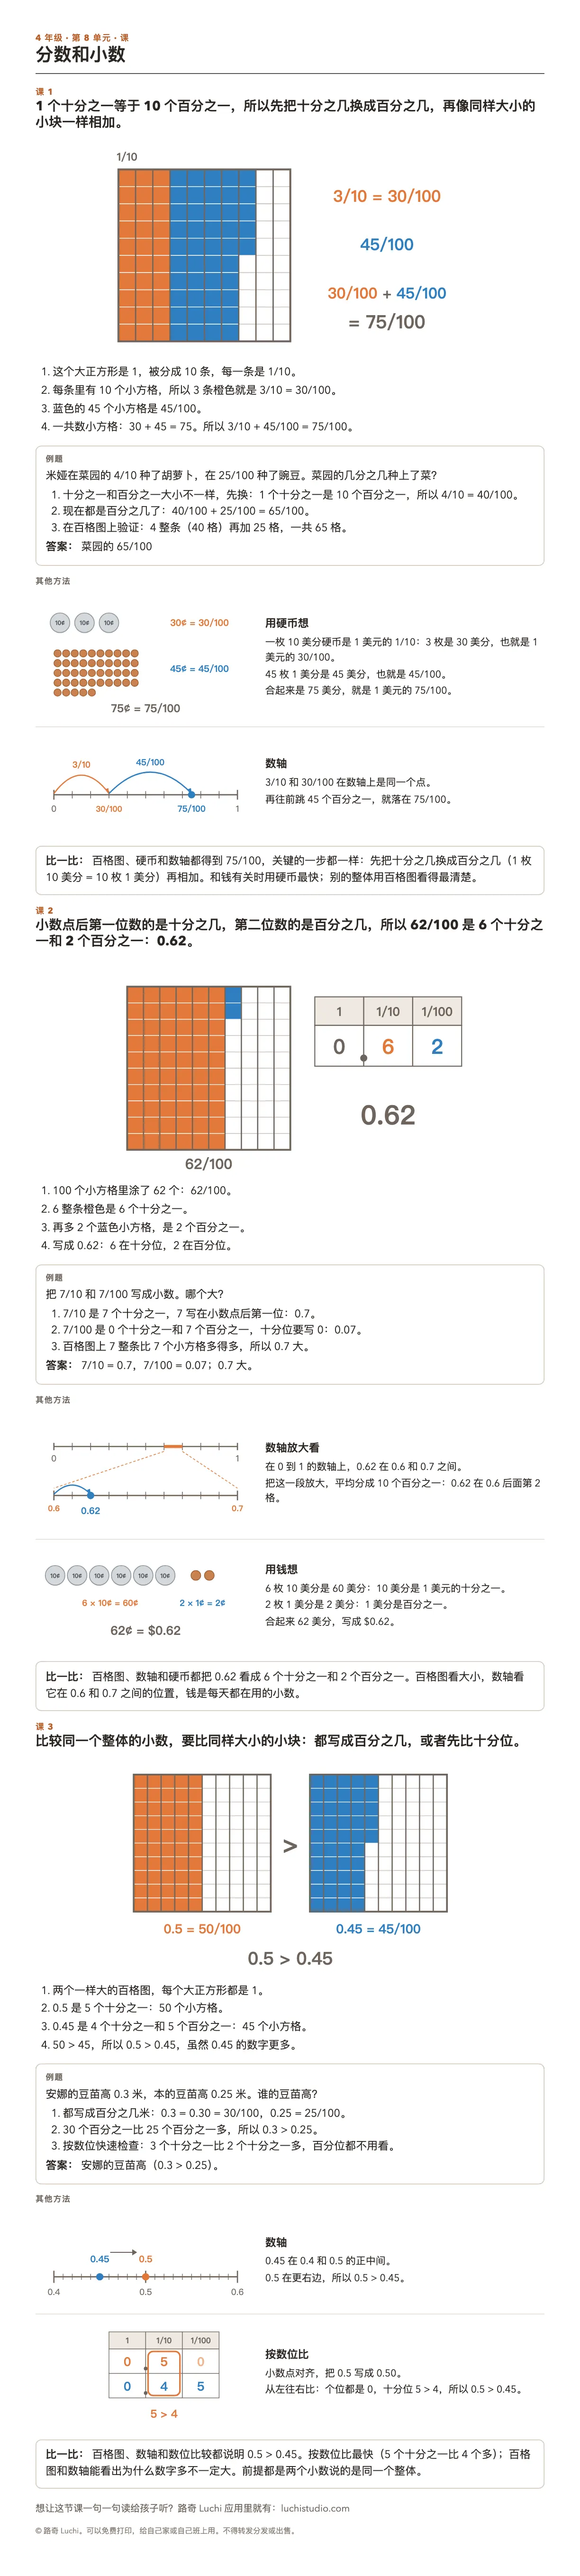 4 年级 · 第 8 单元 · 课
分数和小数
课 1
1 个十分之一等于 10 个百分之一，所以先把十分之几换成百分之几，再像同样大小的
小块一样相加。
1/10
3/10 = 30/100
45/100
30/100 + 45/100
= 75/100
1. 这个大正方形是 1，被分成 10 条，每一条是 1/10。
2. 每条里有 10 个小方格，所以 3 条橙色就是 3/10 = 30/100。
3. 蓝色的 45 个小方格是 45/100。
4. 一共数小方格：30 + 45 = 75。所以 3/10 + 45/100 = 75/100。
例题
米娅在菜园的 4/10 种了胡萝卜，在 25/100 种了豌豆。菜园的几分之几种上了菜？
1. 十分之一和百分之一大小不一样，先换：1 个十分之一是 10 个百分之一，所以 4/10 = 40/100。
2. 现在都是百分之几了：40/100 + 25/100 = 65/100。
3. 在百格图上验证：4 整条（40 格）再加 25 格，一共 65 格。
答案： 菜园的 65/100
其他方法
10¢ 10¢ 10¢
30¢ = 30/100
45¢ = 45/100
75¢ = 75/100
用硬币想
一枚 10 美分硬币是 1 美元的 1/10：3 枚是 30 美分，也就是 1
美元的 30/100。
45 枚 1 美分是 45 美分，也就是 45/100。
合起来是 75 美分，就是 1 美元的 75/100。
3/10
45/100
0
30/100
75/100
1
数轴
3/10 和 30/100 在数轴上是同一个点。
再往前跳 45 个百分之一，就落在 75/100。
比一比： 百格图、硬币和数轴都得到 75/100，关键的一步都一样：先把十分之几换成百分之几（1 枚
10 美分 = 10 枚 1 美分）再相加。和钱有关时用硬币最快；别的整体用百格图看得最清楚。
课 2
小数点后第一位数的是十分之几，第二位数的是百分之几，所以 62/100 是 6 个十分之
一和 2 个百分之一：0.62。
1 1/10 1/100
0 . 6 2
0.62
62/100
1. 100 个小方格里涂了 62 个：62/100。
2. 6 整条橙色是 6 个十分之一。
3. 再多 2 个蓝色小方格，是 2 个百分之一。
4. 写成 0.62：6 在十分位，2 在百分位。
例题
把 7/10 和 7/100 写成小数。哪个大？
1. 7/10 是 7 个十分之一，7 写在小数点后第一位：0.7。
2. 7/100 是 0 个十分之一和 7 个百分之一，十分位要写 0：0.07。
3. 百格图上 7 整条比 7 个小方格多得多，所以 0.7 大。
答案： 7/10 = 0.7，7/100 = 0.07；0.7 大。
其他方法
0
1
0.6
0.62
0.7
数轴放大看
在 0 到 1 的数轴上，0.62 在 0.6 和 0.7 之间。
把这一段放大，平均分成 10 个百分之一：0.62 在 0.6 后面第 2
格。
10¢ 10¢ 10¢ 10¢ 10¢ 10¢
6 × 10¢ = 60¢
2 × 1¢ = 2¢
62¢ = $0.62
用钱想
6 枚 10 美分是 60 美分：10 美分是 1 美元的十分之一。
2 枚 1 美分是 2 美分：1 美分是百分之一。
合起来 62 美分，写成 $0.62。
比一比： 百格图、数轴和硬币都把 0.62 看成 6 个十分之一和 2 个百分之一。百格图看大小，数轴看
它在 0.6 和 0.7 之间的位置，钱是每天都在用的小数。
课 3
比较同一个整体的小数，要比同样大小的小块：都写成百分之几，或者先比十分位。
>
0.5 = 50/100
0.45 = 45/100
0.5 > 0.45
1. 两个一样大的百格图，每个大正方形都是 1。
2. 0.5 是 5 个十分之一：50 个小方格。
3. 0.45 是 4 个十分之一和 5 个百分之一：45 个小方格。
4. 50 > 45，所以 0.5 > 0.45，虽然 0.45 的数字更多。
例题
安娜的豆苗高 0.3 米，本的豆苗高 0.25 米。谁的豆苗高？
1. 都写成百分之几米：0.3 = 0.30 = 30/100，0.25 = 25/100。
2. 30 个百分之一比 25 个百分之一多，所以 0.3 > 0.25。
3. 按数位快速检查：3 个十分之一比 2 个十分之一多，百分位都不用看。
答案： 安娜的豆苗高（0.3 > 0.25）。
其他方法
0.45
0.5
0.4
0.5
0.6
数轴
0.45 在 0.4 和 0.5 的正中间。
0.5 在更右边，所以 0.5 > 0.45。
1 1/10 1/100
0 . 5 0
0 . 4 5
5 > 4
按数位比
小数点对齐，把 0.5 写成 0.50。
从左往右比：个位都是 0，十分位 5 > 4，所以 0.5 > 0.45。
比一比： 百格图、数轴和数位比较都说明 0.5 > 0.45。按数位比最快（5 个十分之一比 4 个多）；百格
图和数轴能看出为什么数字多不一定大。前提都是两个小数说的是同一个整体。
想让这节课一句一句读给孩子听？路奇 Luchi 应用里就有：luchistudio.com
© 路奇 Luchi。可以免费打印，给自己家或自己班上用。不得转发分发或出售。